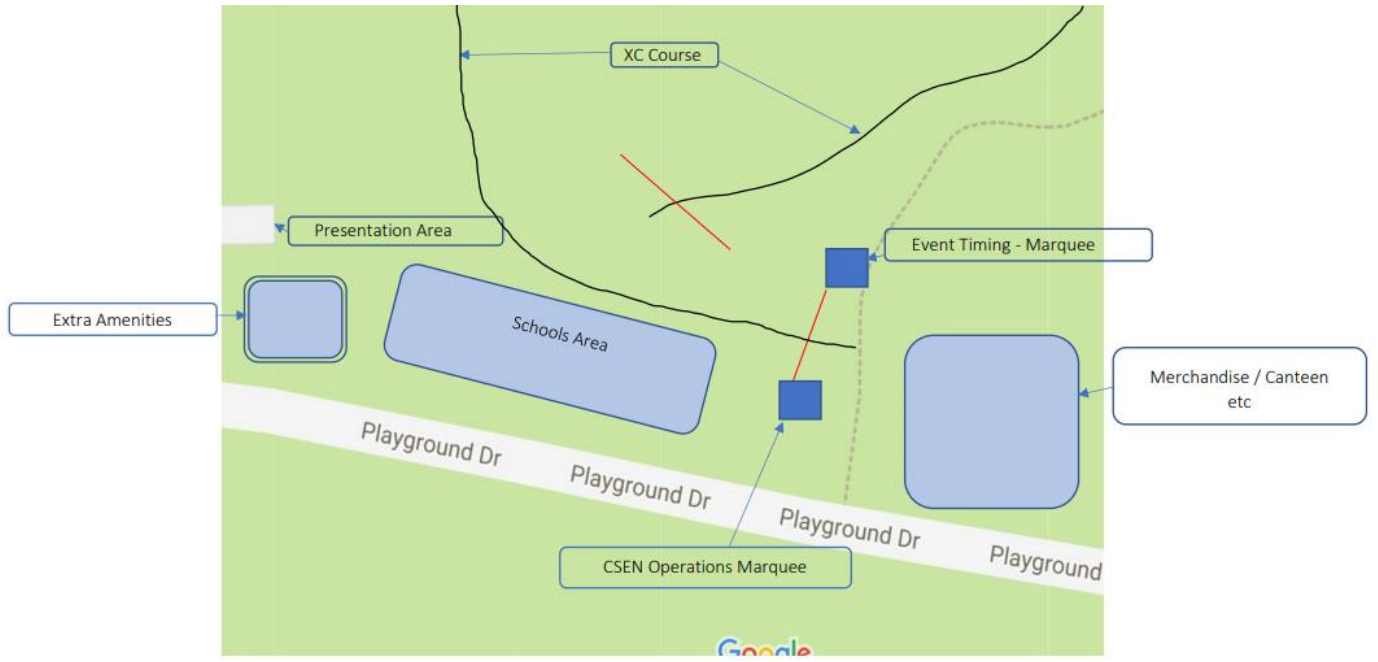 XC Course
Presentation Area
Event Timing - Marquee
Extra Amenities
Schools Area
Merchandise / Canteen
etc
Playground Dr
Playground Dr
Playground Dr
Playground
CSEN Operations Marquee
Google